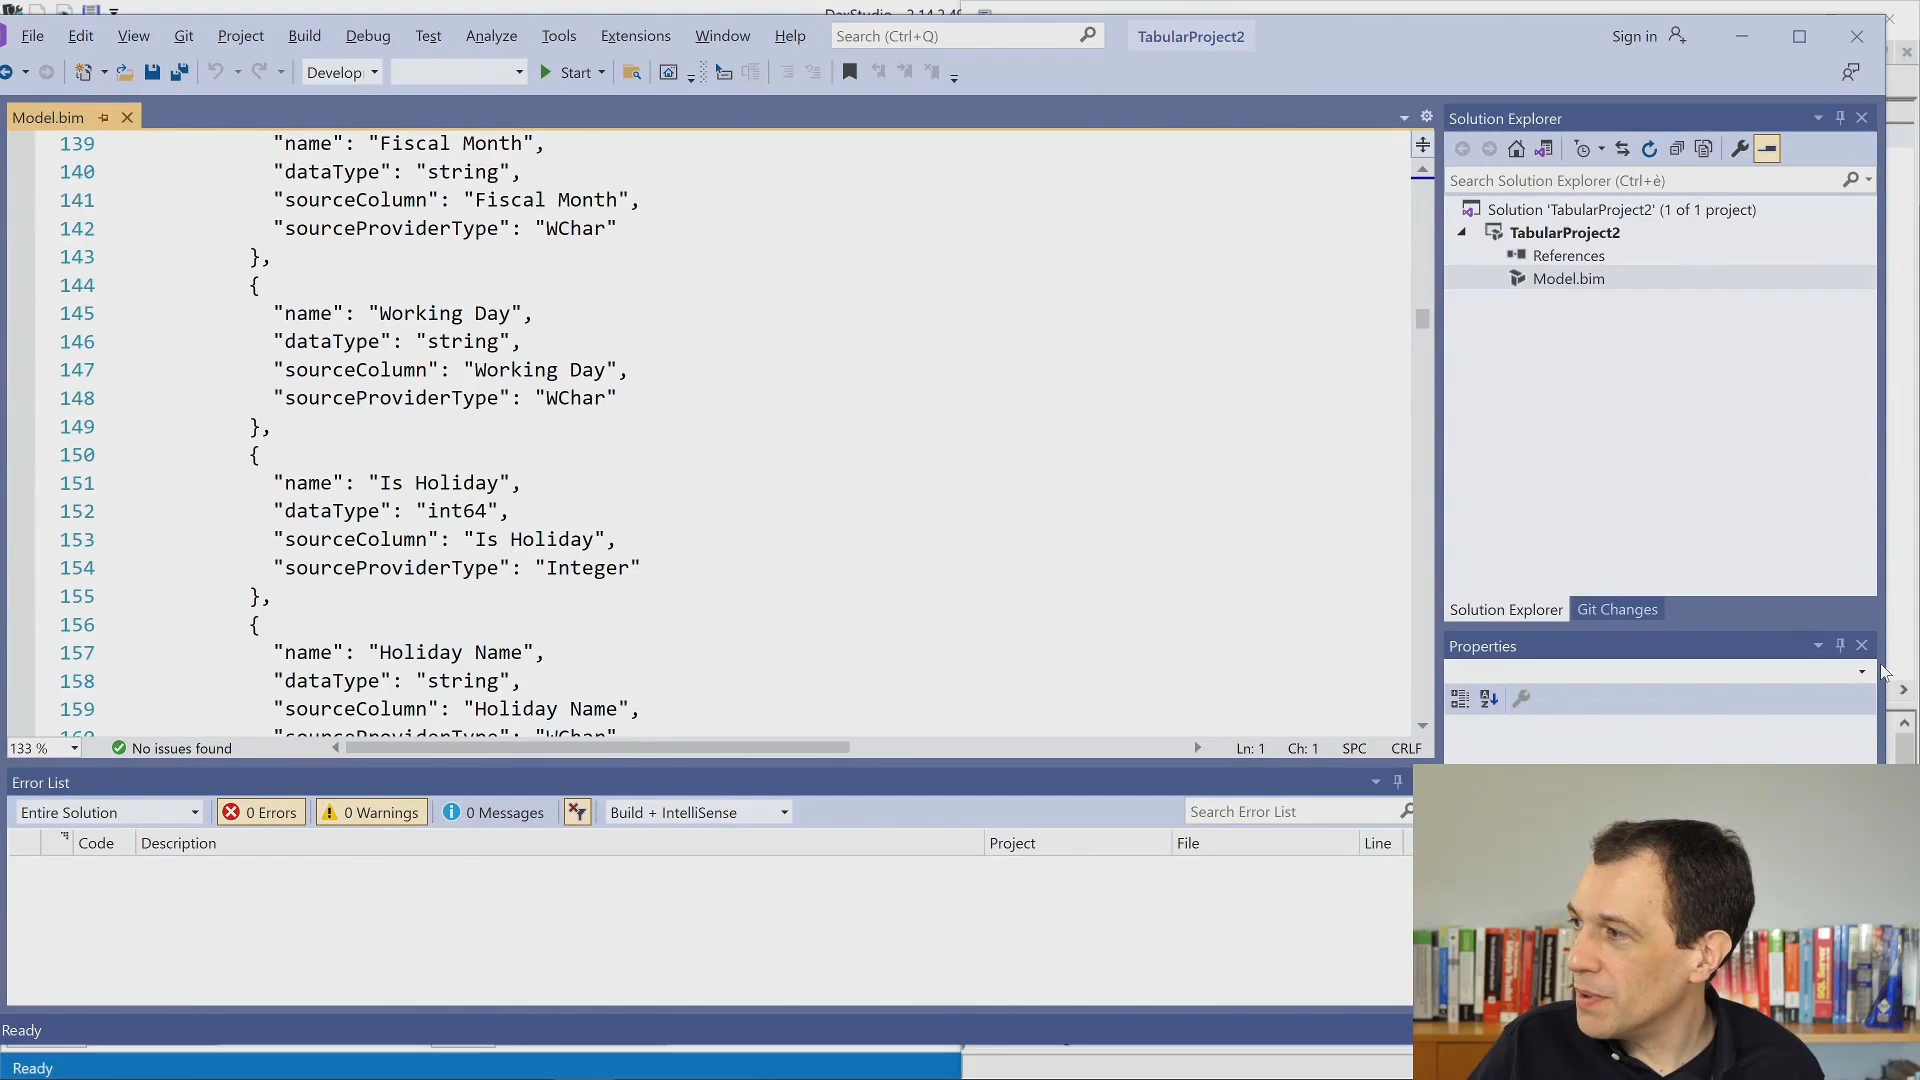 DaxStudio - 2.14.2.
File Edit View Git Project Build Debug Test Analyze Tools Extensions Window Help Search (Ctrl+Q) TabularProject2 Sign in
Develop Start
Model.bim
139 "name": "Fiscal Month",
140 "dataType": "string",
141 "sourceColumn": "Fiscal Month",
142 "sourceProviderType": "WChar"
143 },
144 {
145 "name": "Working Day",
146 "dataType": "string",
147 "sourceColumn": "Working Day",
148 "sourceProviderType": "WChar"
149 },
150 {
151 "name": "Is Holiday",
152 "dataType": "int64",
153 "sourceColumn": "Is Holiday",
154 "sourceProviderType": "Integer"
155 },
156 {
157 "name": "Holiday Name",
158 "dataType": "string",
159 "sourceColumn": "Holiday Name",
160 "sourceProviderType": "WChar"
133 % No issues found Ln: 1 Ch: 1 SPC CRLF
Solution Explorer
Search Solution Explorer (Ctrl+è)
Solution 'TabularProject2' (1 of 1 project)
TabularProject2
References
Model.bim
Solution Explorer Git Changes
Properties
Error List
Entire Solution 0 Errors 0 Warnings 0 Messages Build + IntelliSense Search Error List
Code Description Project File Line
Ready
Ready